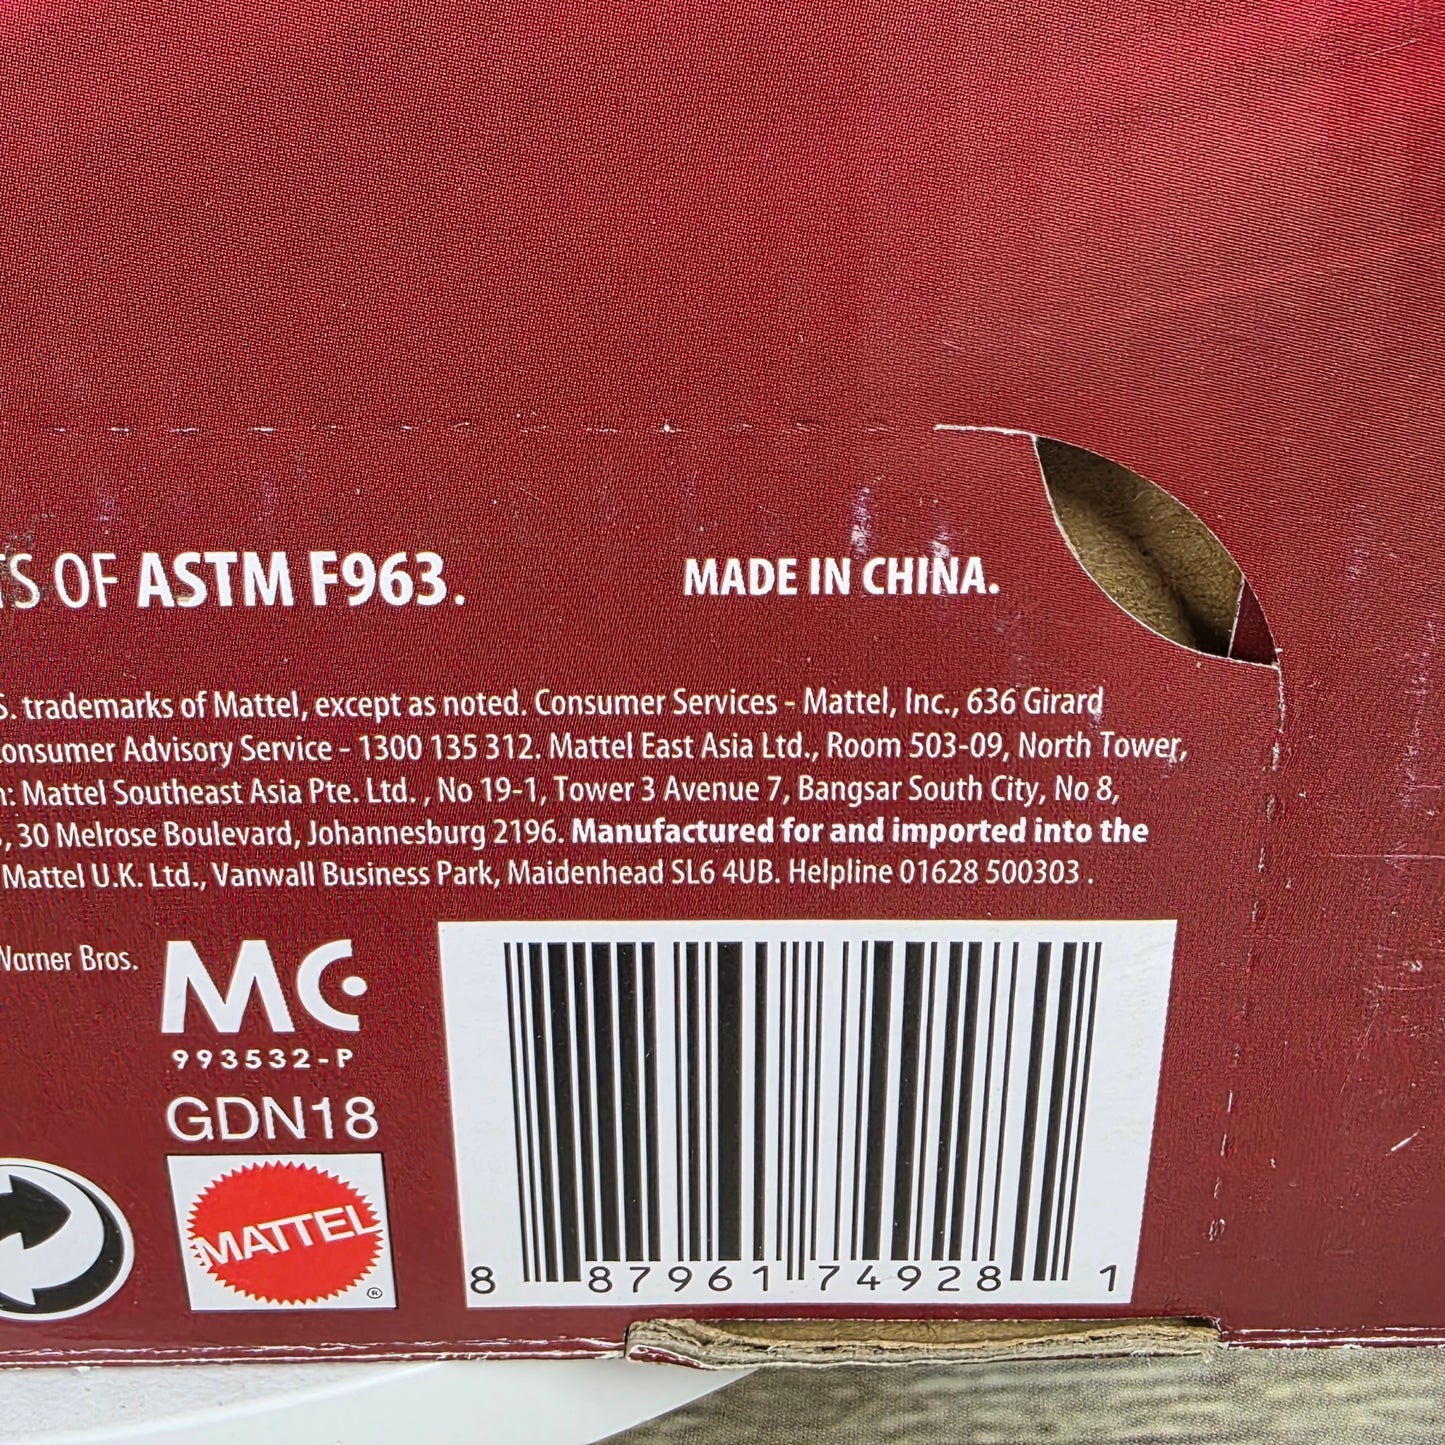 OF ASTM F963.
MADE IN CHINA.
trademarks of Mattel, except as noted. Consumer Services - Mattel, Inc., 636 Girard
Advisory Service - 1300 135 312. Mattel East Asia Ltd., Room 503-09, North Tower,
: Mattel Southeast Asia Pte. Ltd. , No 19-1, Tower 3 Avenue 7, Bangsar South City, No 8,
, 30 Melrose Boulevard, Johannesburg 2196. Manufactured for and imported into the
Mattel U.K. Ltd., Vanwall Business Park, Maidenhead SL6 4UB. Helpline 01628 500303 .
Warner Bros.
MC
993532-P
GDN18
MATTEL
®
8 87961 74928 1